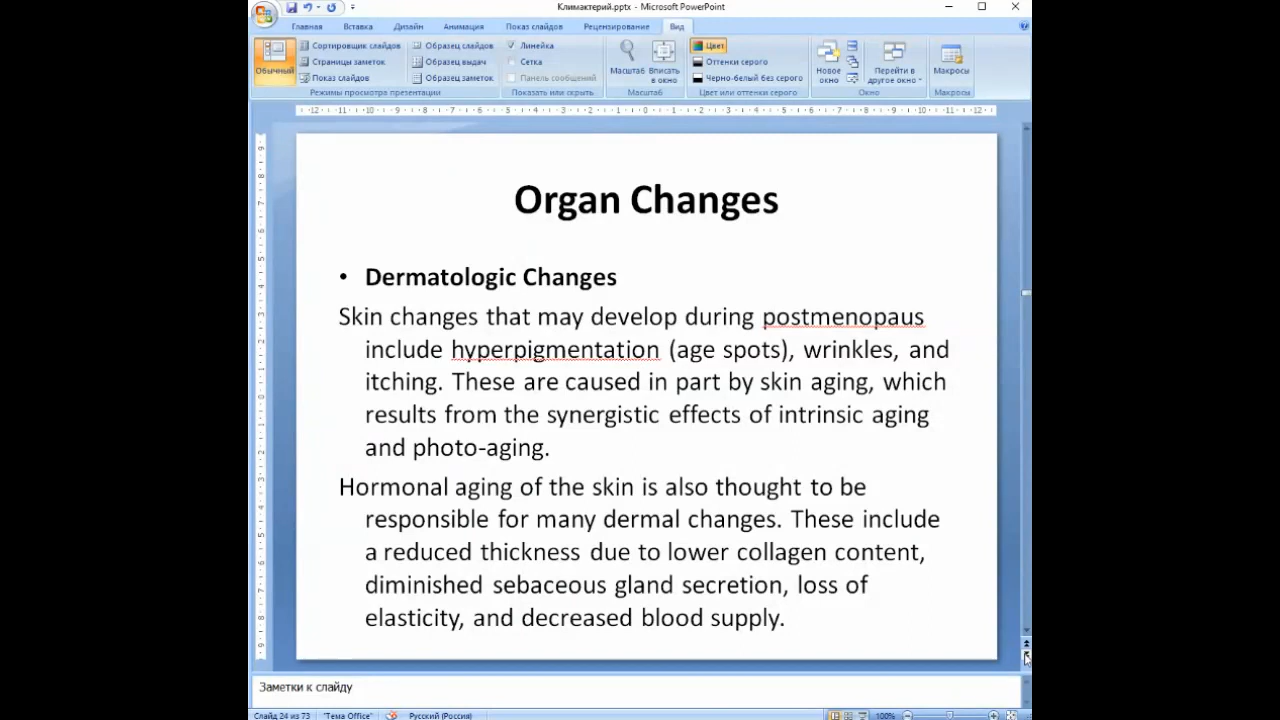 Климактерий.pptx - Microsoft PowerPoint
Главная Вставка Дизайн Анимация Показ слайдов Рецензирование Вид
Обычный
Сортировщик слайдов
Страницы заметок
Показ слайдов
Образец слайдов
Образец выдач
Образец заметок
Режимы просмотра презентации
Линейка
Сетка
Панель сообщений
Показать или скрыть
Масштаб
Вписать в окно
Масштаб
Цвет
Оттенки серого
Черно-белый без серого
Цвет или оттенки серого
Новое окно
Перейти в другое окно
Окно
Макросы
Макросы
Organ Changes
• Dermatologic Changes
Skin changes that may develop during postmenopaus
include hyperpigmentation (age spots), wrinkles, and
itching. These are caused in part by skin aging, which
results from the synergistic effects of intrinsic aging
and photo-aging.
Hormonal aging of the skin is also thought to be
responsible for many dermal changes. These include
a reduced thickness due to lower collagen content,
diminished sebaceous gland secretion, loss of
elasticity, and decreased blood supply.
Заметки к слайду
Слайд 24 из 73 "Тема Office" Русский (Россия) 100%